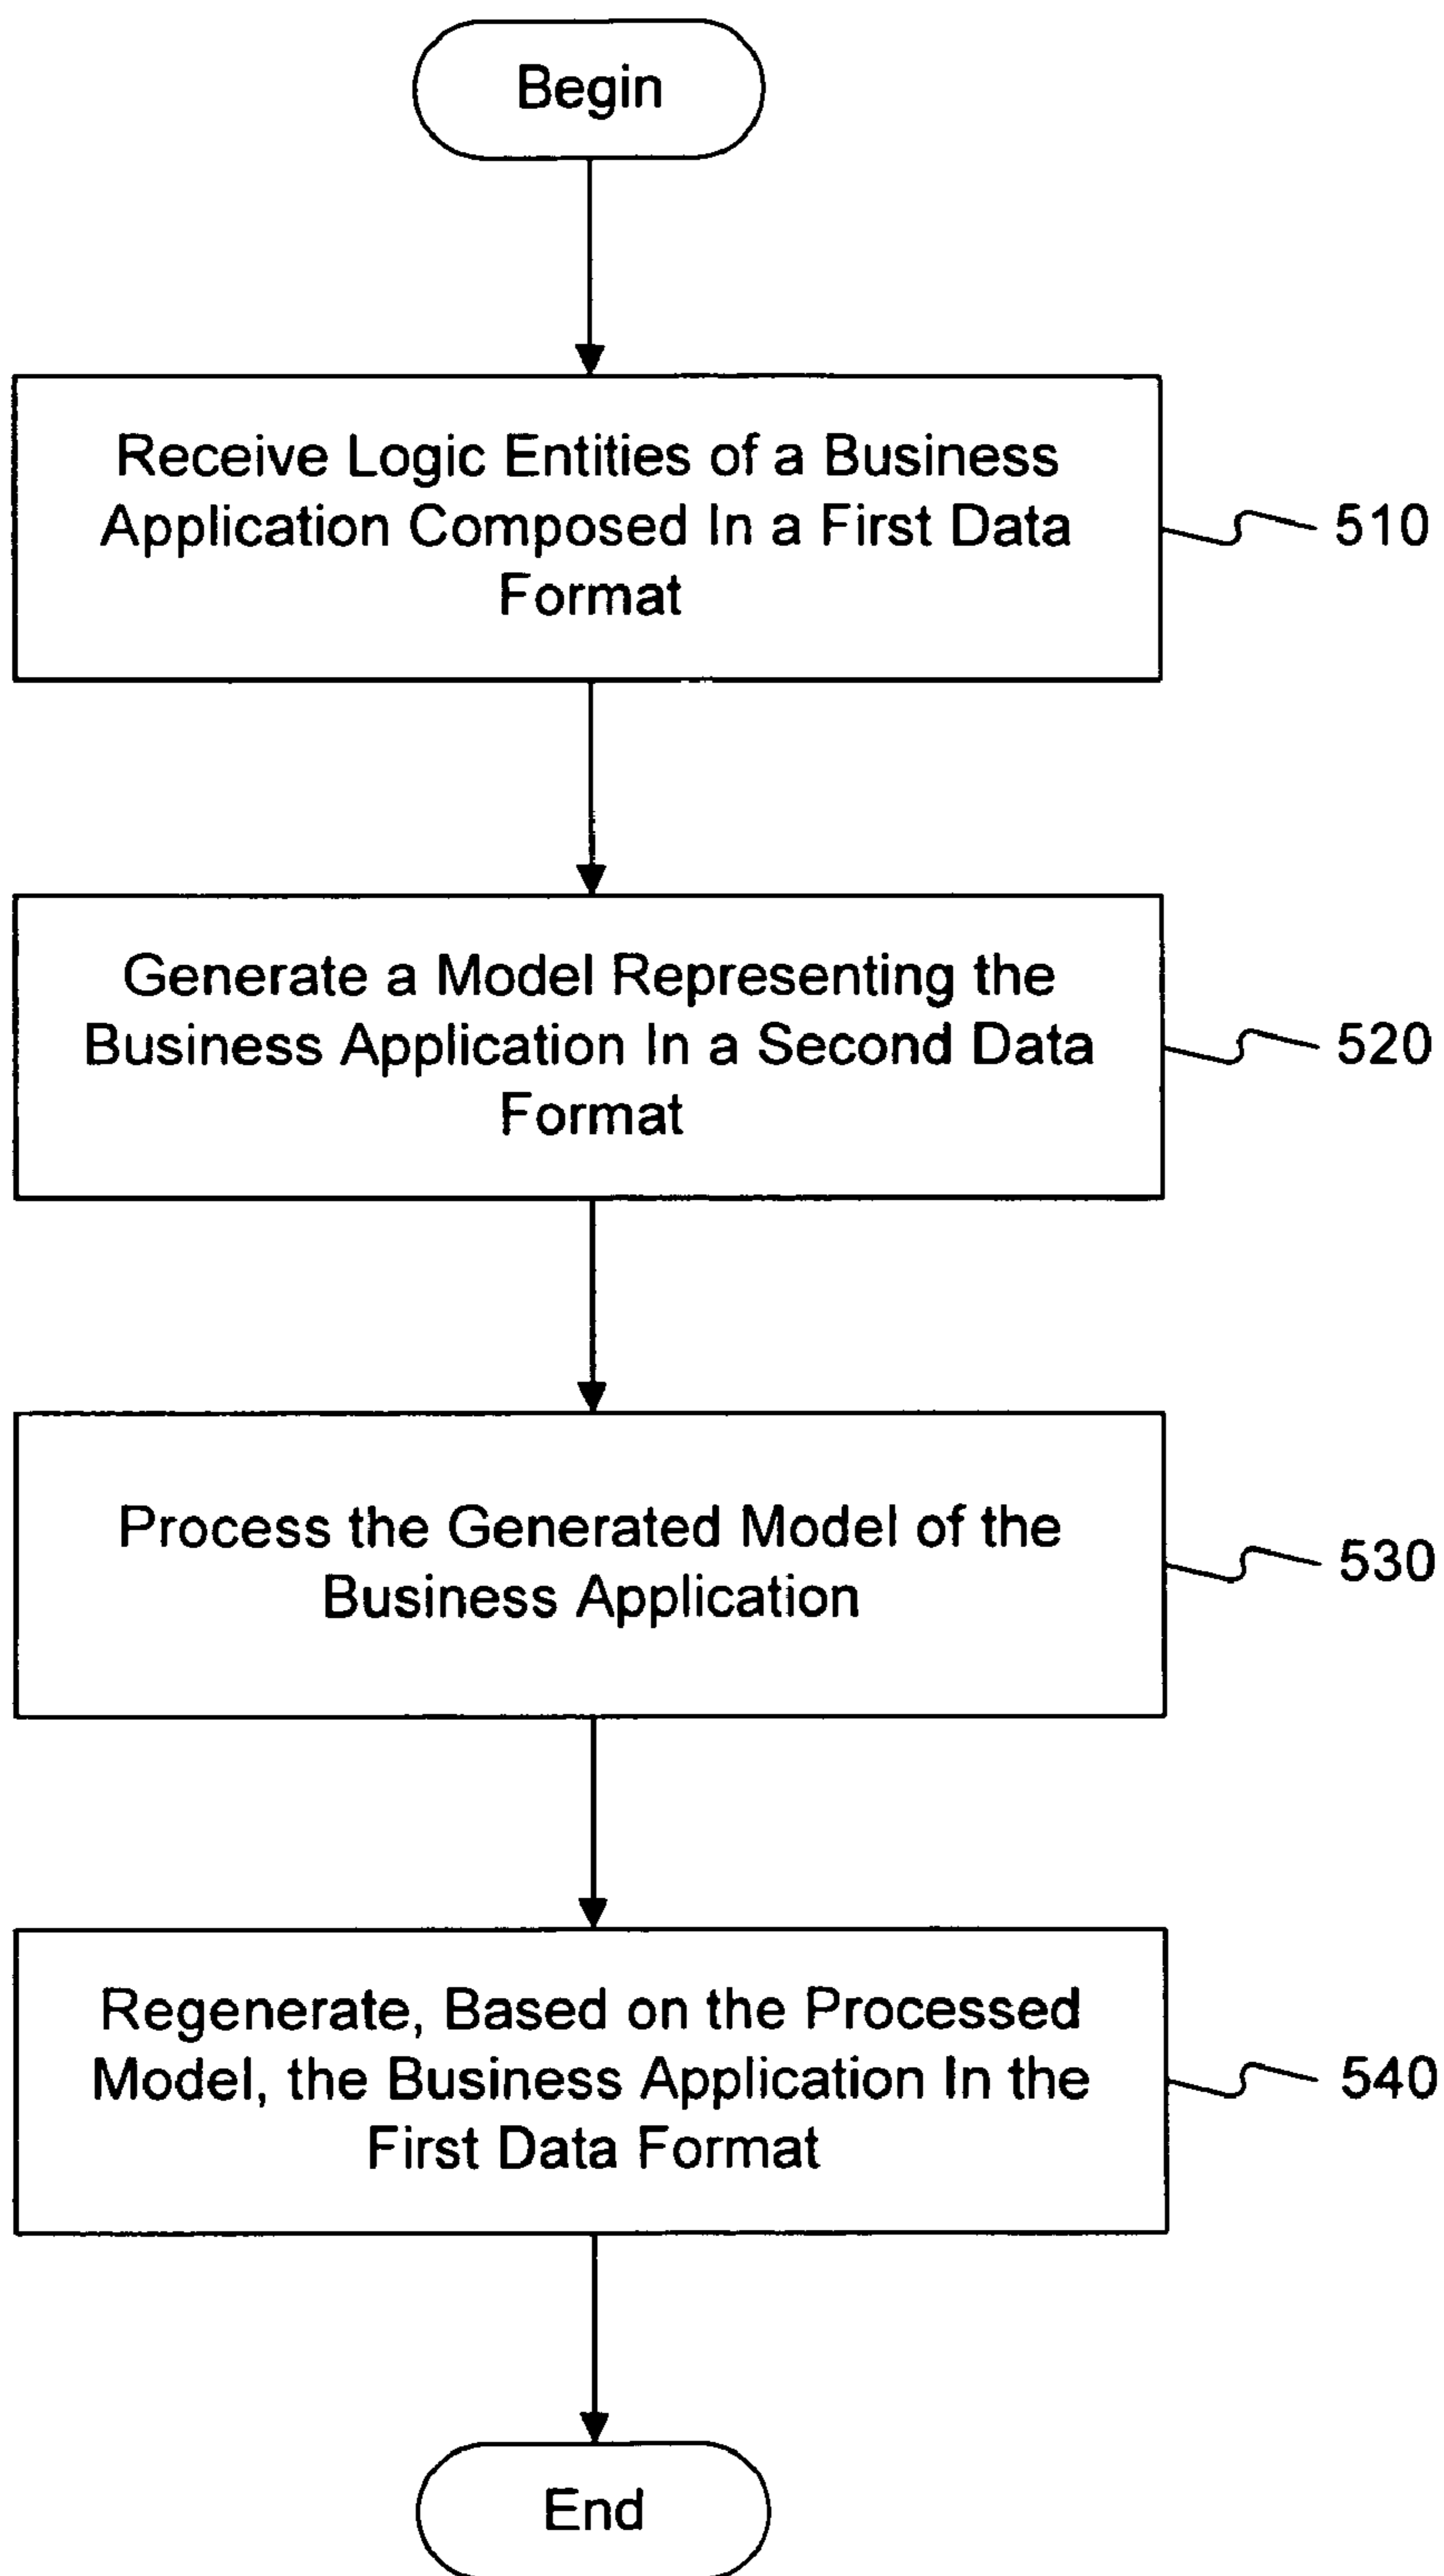 Begin
Receive Logic Entities of a Business
Application Composed In a First Data
Format
510
Generate a Model Representing the
Business Application In a Second Data
Format
520
Process the Generated Model of the
Business Application
530
Regenerate, Based on the Processed
Model, the Business Application In the
First Data Format
540
End